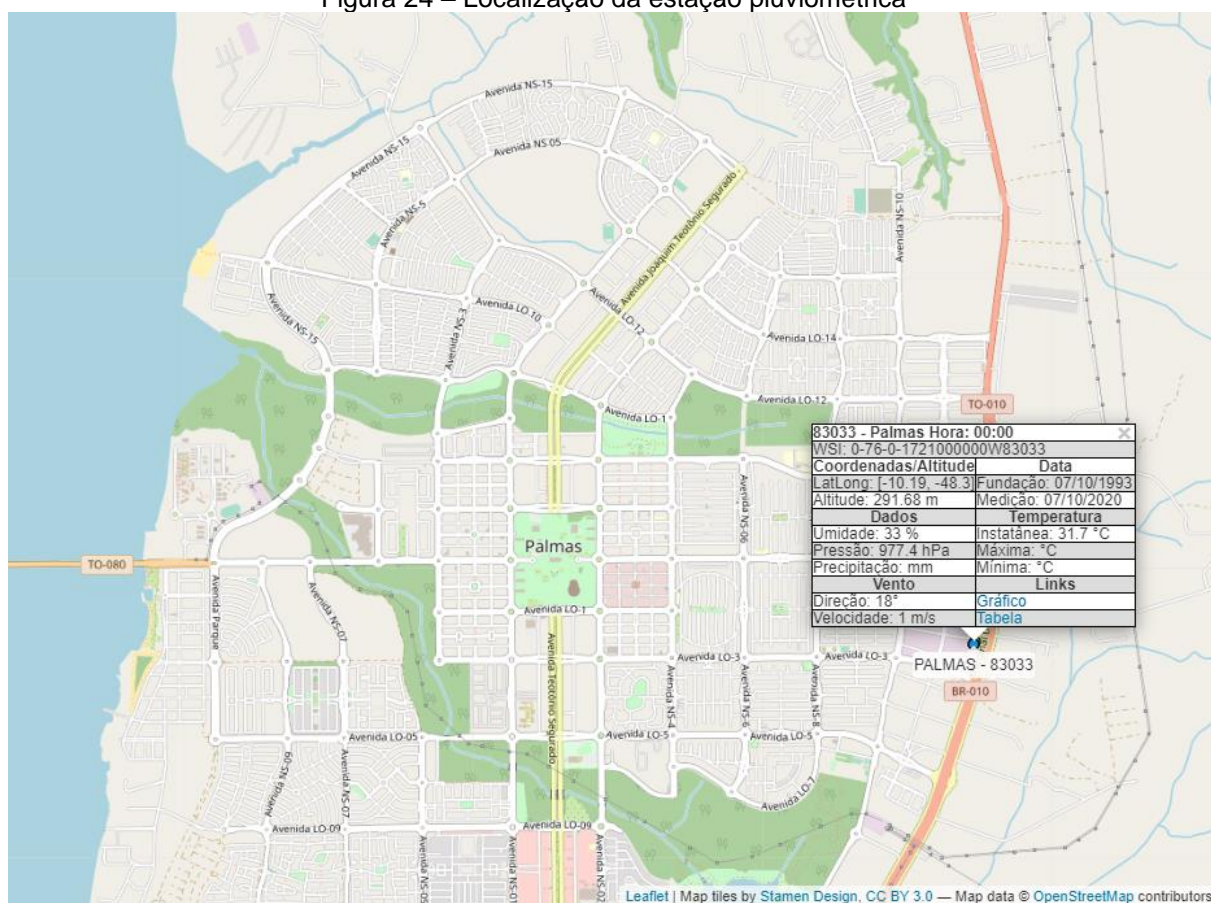 Figura 24 – Localização da estação pluviométrica
Avenida NS-15
Avenida NS-15
Avenida NS 05
Avenida NS-5
Avenida NS-10
Avenida Joaquim Teotônio Segurado
Avenida NS-15
Avenida NS-3
Avenida LO 10
Avenida LO-12
Avenida LO-14
Avenida LO-12
Avenida LO-1
TO-010
83033 - Palmas Hora: 00:00
WSI: 0-76-0-1721000000W83033
Coordenadas/Altitude Data
LatLong: [-10.19, -48.3] Fundação: 07/10/1993
Altitude: 291.68 m Medição: 07/10/2020
Dados Temperatura
Umidade: 33 % Instatânea: 31.7 °C
Pressão: 977.4 hPa Máxima: °C
Precipitação: mm Mínima: °C
Vento Links
Direção: 18° Gráfico
Velocidade: 1 m/s Tabela
Avenida NS-06
Palmas
TO-080
Avenida LO-1
Avenida Parque
Avenida NS-07
Avenida LO-3
Avenida LO-3
PALMAS - 83033
BR-010
Avenida Teotônio Segurado
Avenida NS-4
Avenida NS-6
Avenida NS-8
Avenida LO-05
Avenida LO-5
Avenida LO-5
Avenida NS-09
Avenida NS-07
Avenida LO-7
Avenida LO-09
Avenida LO-09
Avenida NS-05
Avenida NS-01
Avenida NS-02
Leaflet | Map tiles by Stamen Design, CC BY 3.0 — Map data © OpenStreetMap contributors